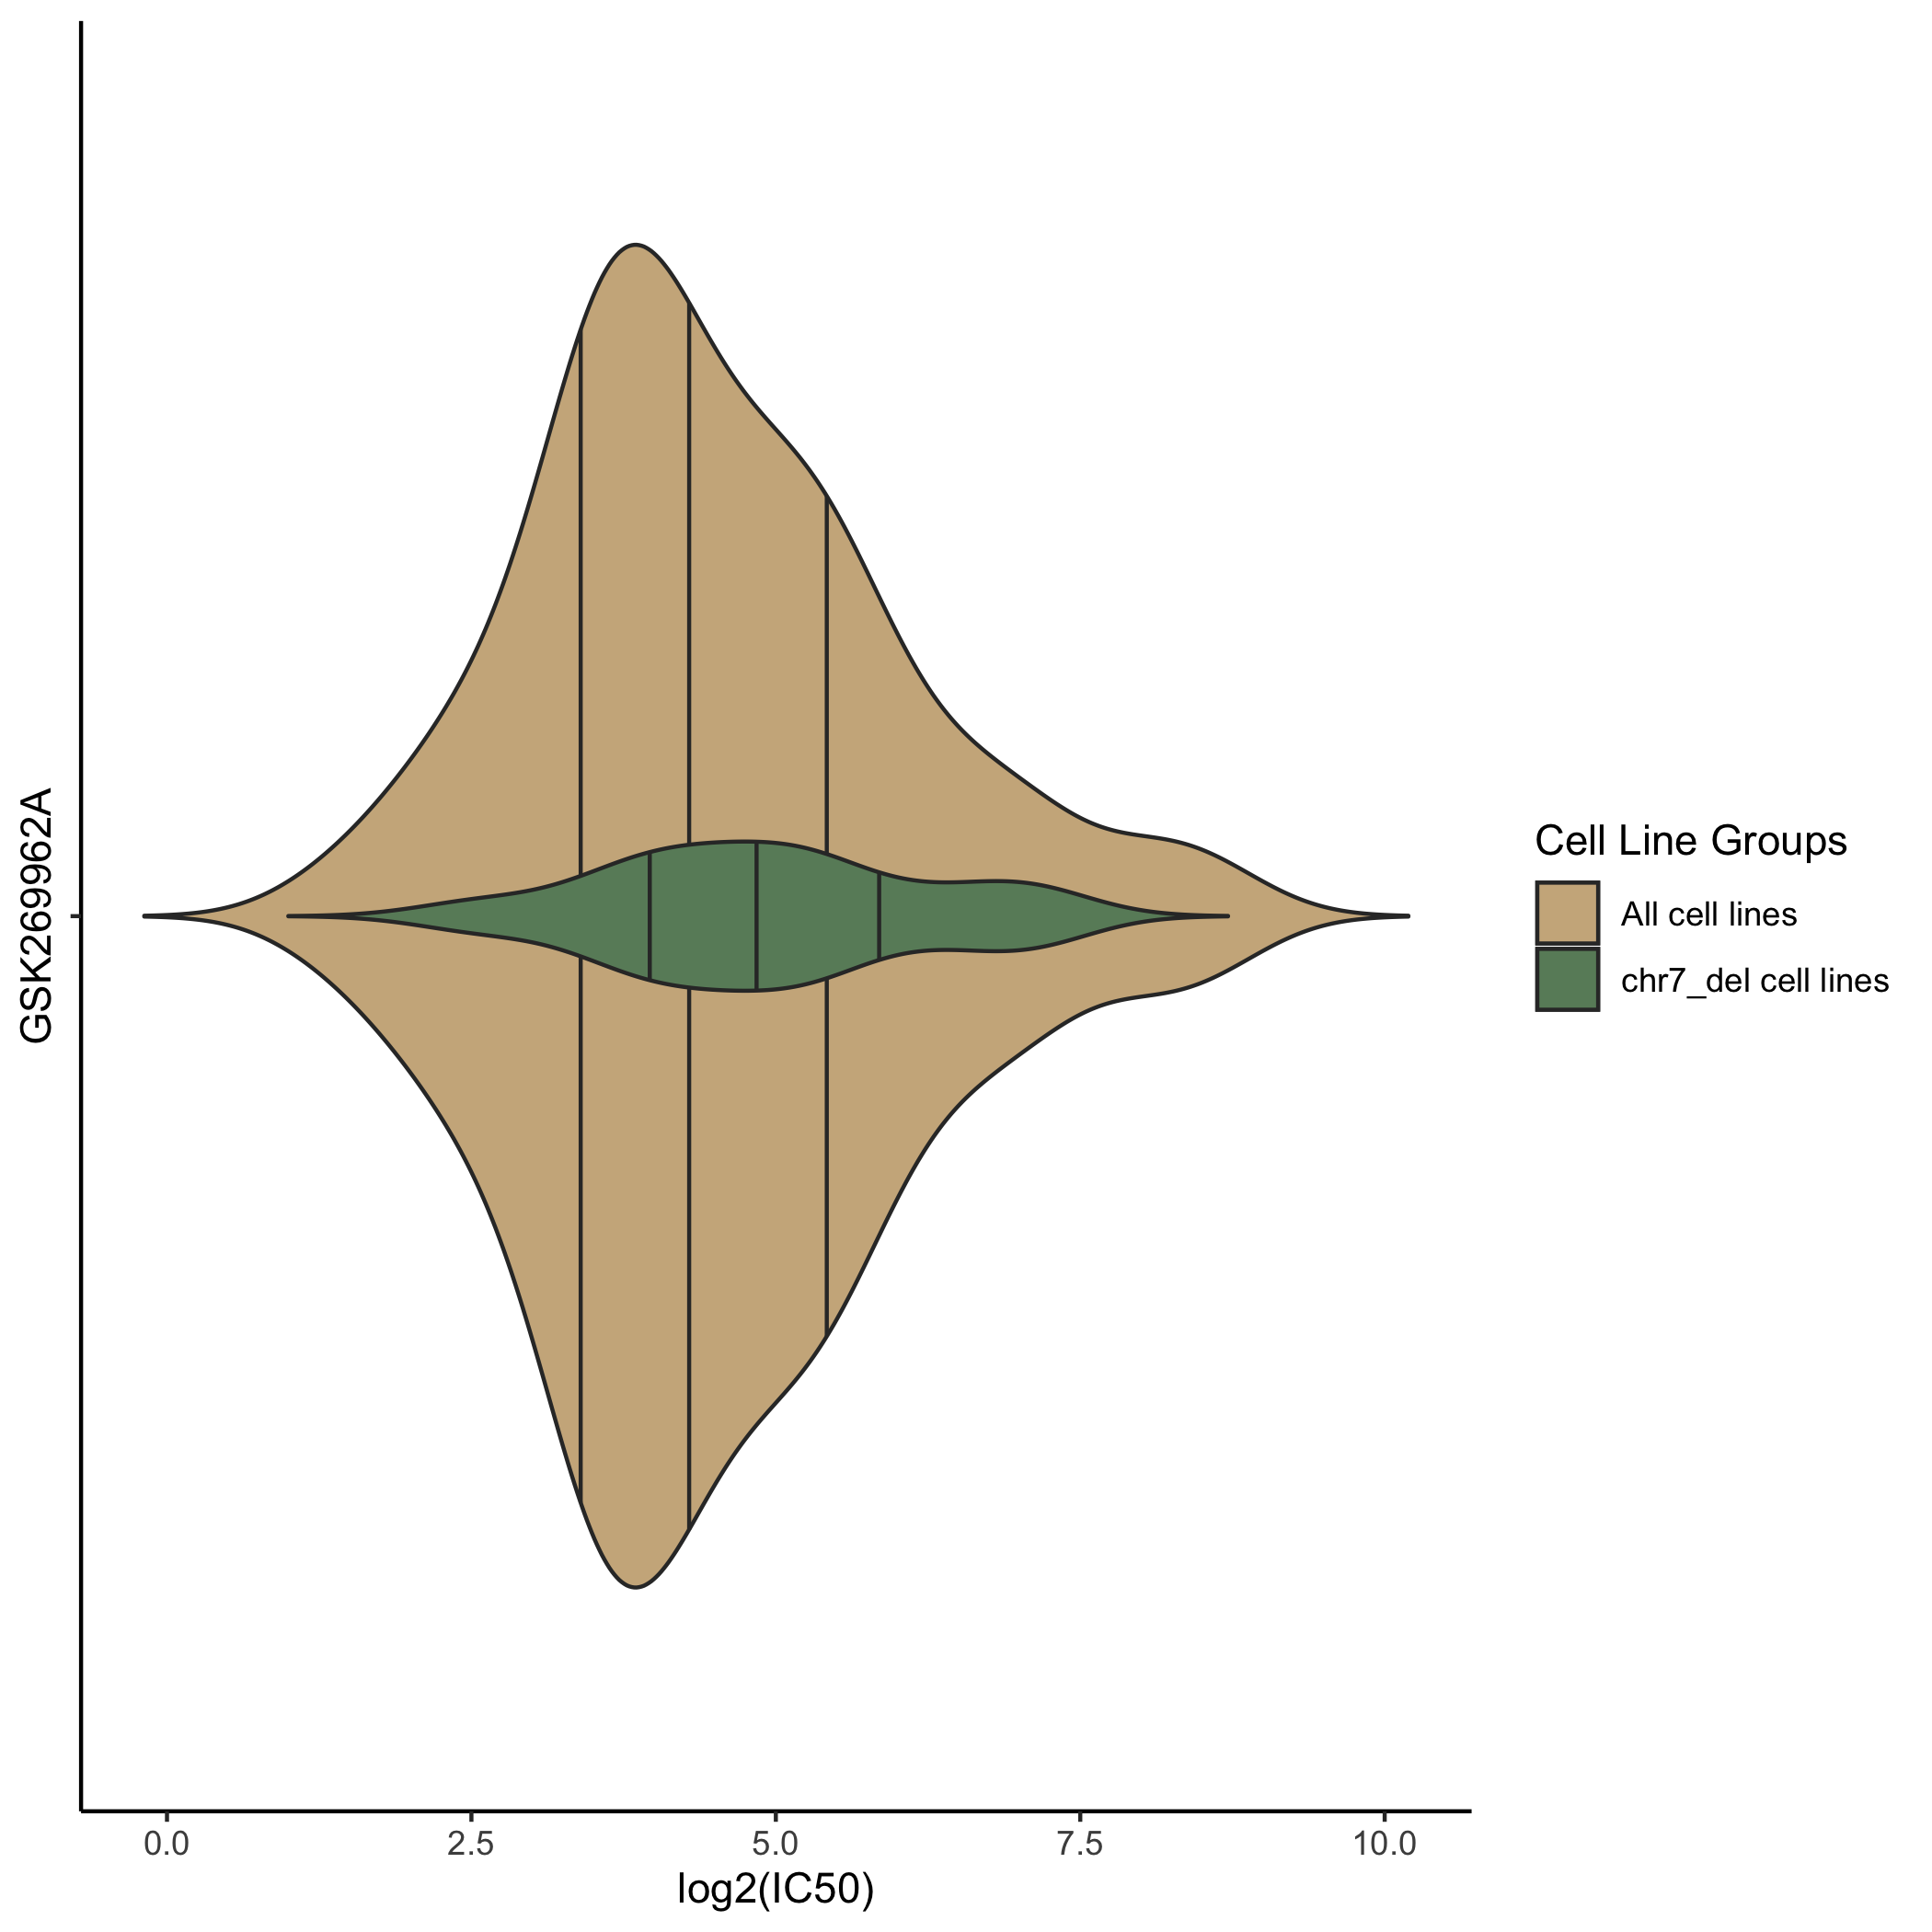 GSK269962A
0.0
2.5
5.0
7.5
10.0
log2(IC50)
Cell Line Groups
All cell lines
chr7_del cell lines